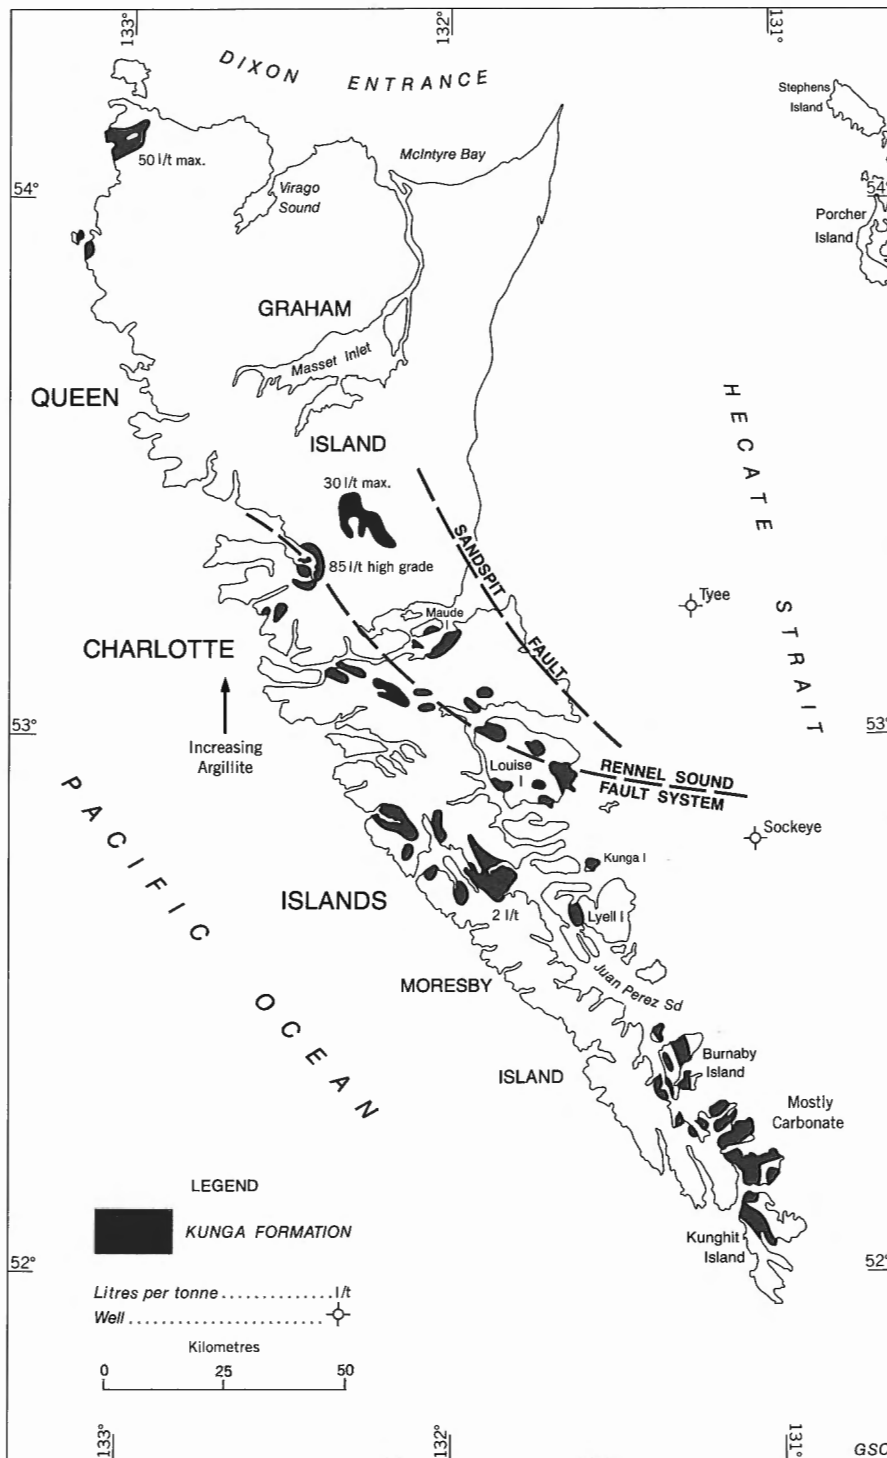 133°
132°
131°
DIXON ENTRANCE
Stephens
Island
McIntyre Bay
50 l/t max.
Virago
Sound
54°
54°
Porcher
Island
GRAHAM
Masset Inlet
QUEEN
HECATE STRAIT
ISLAND
30 l/t max.
SANDSPIT FAULT
85 l/t high grade
Tyee
Maude
I
CHARLOTTE
53°
53°
Increasing
Argillite
Louise
I
RENNEL SOUND
FAULT SYSTEM
PACIFIC OCEAN
Sockeye
Kunga I
ISLANDS
2 l/t
Lyell I
MORESBY
Juan Perez Sd
ISLAND
Burnaby
Island
Mostly
Carbonate
LEGEND
KUNGA FORMATION
Kunghit
Island
52°
52°
Litres per tonne..............l/t
Well..............................
Kilometres
0 25 50
133°
132°
131°
GSC